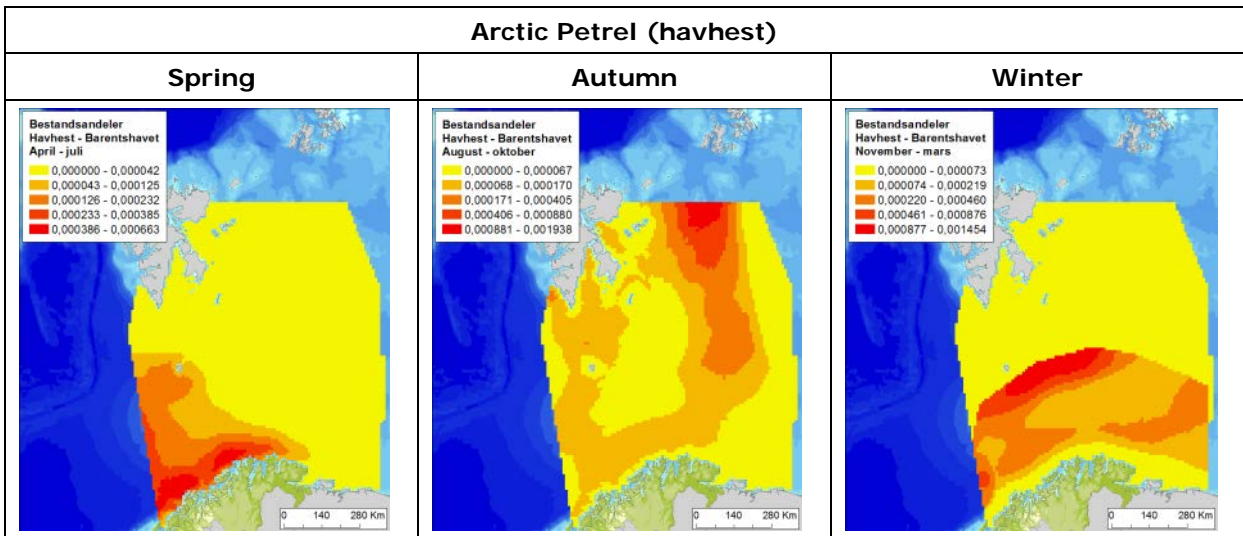 Arctic Petrel (havhest)
Spring
Autumn
Winter
Bestandsandeler
Havhest - Barentshavet
April - juli
0,000000 - 0,000042
0,000043 - 0,000125
0,000126 - 0,000232
0,000233 - 0,000385
0,000386 - 0,000663
0 140 280 Km
Bestandsandeler
Havhest - Barentshavet
August - oktober
0,000000 - 0,000067
0,000068 - 0,000170
0,000171 - 0,000405
0,000406 - 0,000880
0,000881 - 0,001938
0 140 280 Km
Bestandsandeler
Havhest - Barentshavet
November - mars
0,000000 - 0,000073
0,000074 - 0,000219
0,000220 - 0,000460
0,000461 - 0,000876
0,000877 - 0,001454
0 140 280 Km